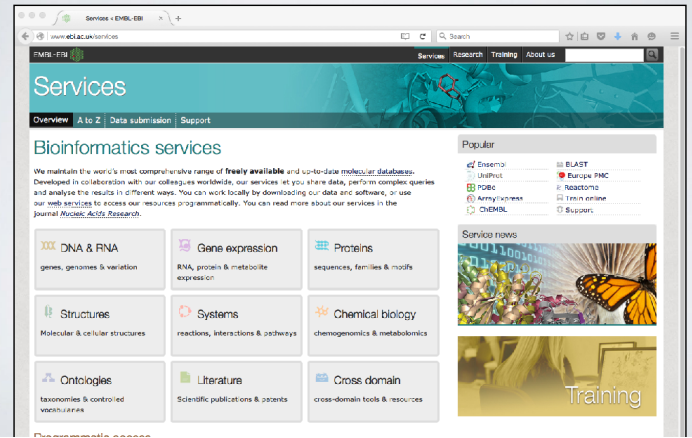 Services < EMBL-EBI
www.ebi.ac.uk/services
Search
EMBL-EBI
Services Research Training About us
Services
Overview A to Z Data submission Support
Bioinformatics services
We maintain the world's most comprehensive range of freely available and up-to-date molecular databases.
Developed in collaboration with our colleagues worldwide, our services let you share data, perform complex queries
and analyse the results in different ways. You can work locally by downloading our data and software, or use
our web services to access our resources programmatically. You can read more about our services in the
journal Nucleic Acids Research.
DNA & RNA
genes, genomes & variation
Gene expression
RNA, protein & metabolite
expression
Proteins
sequences, families & motifs
Structures
Molecular & cellular structures
Systems
reactions, interactions & pathways
Chemical biology
chemogenomics & metabolomics
Ontologies
taxonomies & controlled
vocabularies
Literature
Scientific publications & patents
Cross domain
cross-domain tools & resources
Programmatic access
Popular
Ensembl
BLAST
UniProt
Europe PMC
PDBe
Reactome
ArrayExpress
Train online
ChEMBL
Support
Service news
Training